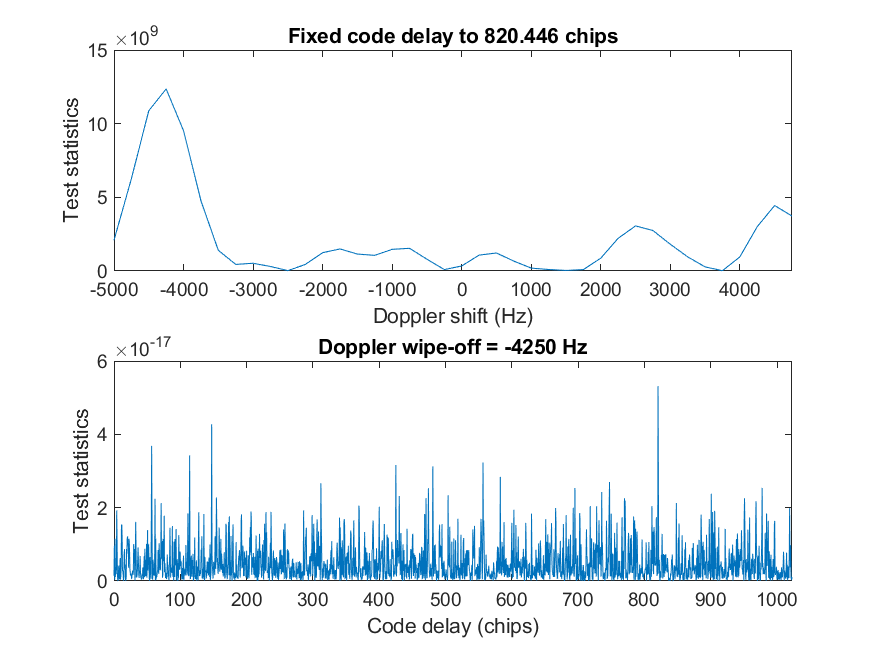 ×10^9
Fixed code delay to 820.446 chips
15
10
5
0
Test statistics
-5000 -4000 -3000 -2000 -1000 0 1000 2000 3000 4000
Doppler shift (Hz)
×10^-17
Doppler wipe-off = -4250 Hz
6
4
2
0
Test statistics
0 100 200 300 400 500 600 700 800 900 1000
Code delay (chips)